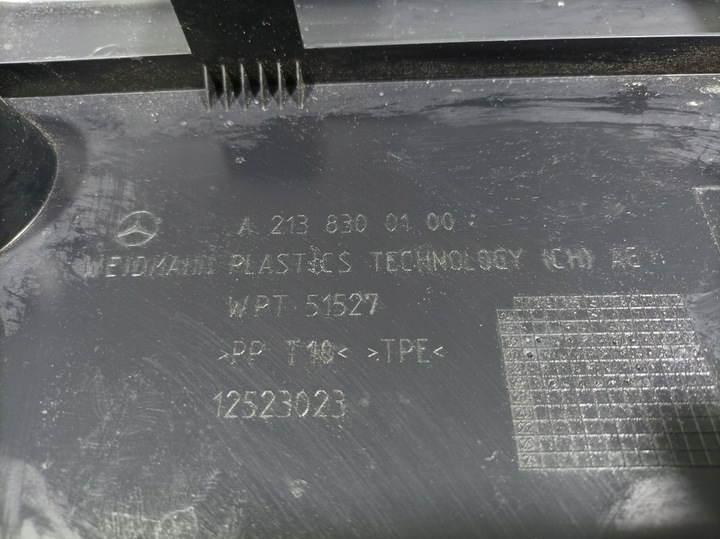 A 213 830 01 00
WEIDMANN PLASTICS TECHNOLOGY (CH) AG
WPT 51527
>PP T10< >TPE<
12523023